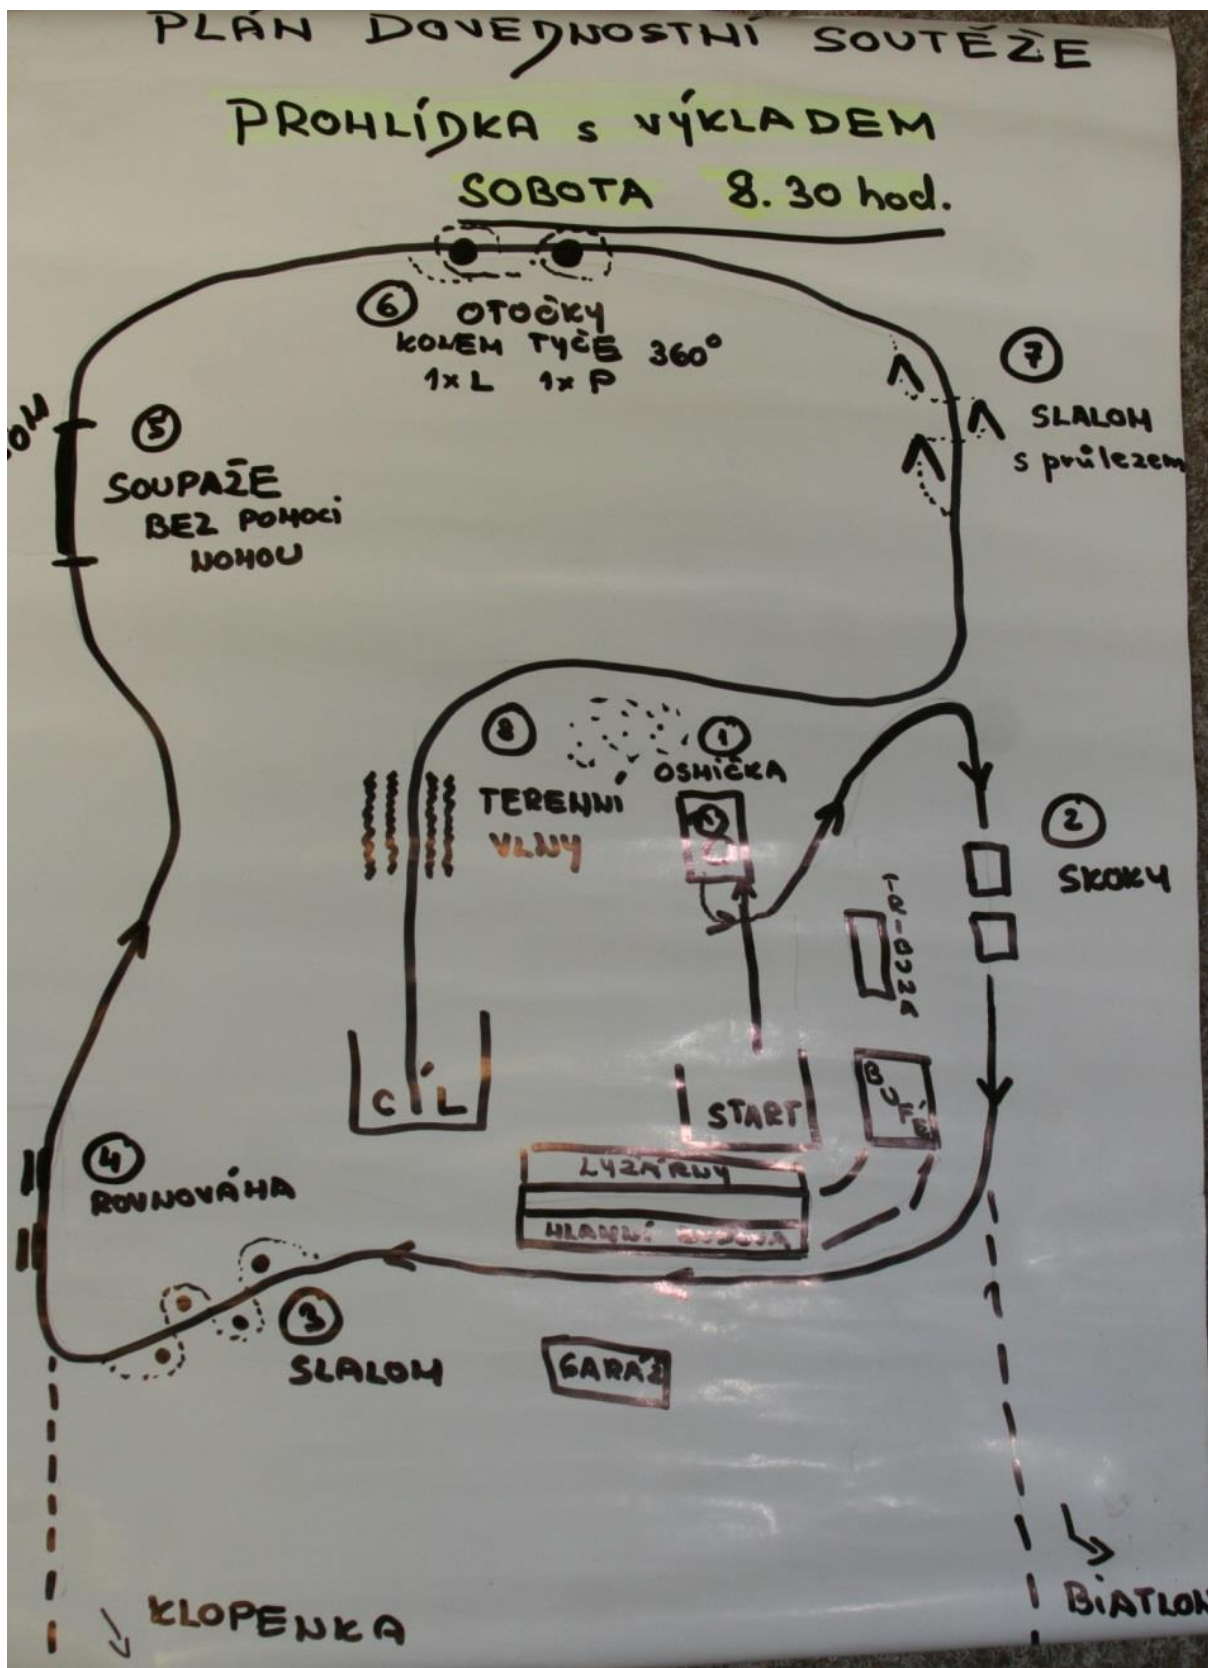 PLÁN DOVEDNOSTNÍ SOUTĚŽE
PROHLÍDKA s VÝKLADEM
SOBOTA 8.30 hod.
6
OTOČKY
KOLEM TYČE 360°
1x L 1x P
7
SLALOM
s průlezem
5
SOUPAŽE
BEZ POMOCI
NOHOU
8
TERENNÍ
VLNY
1
OSMIČKA
2
SKOKY
TRIBUNA
CÍL
START
BUFÉ
4
ROVNOVÁHA
LYŽÁRNY
HLAVNÍ BUDOVA
3
SLALOM
GARÁŽ
KLOPENKA
BiATLON